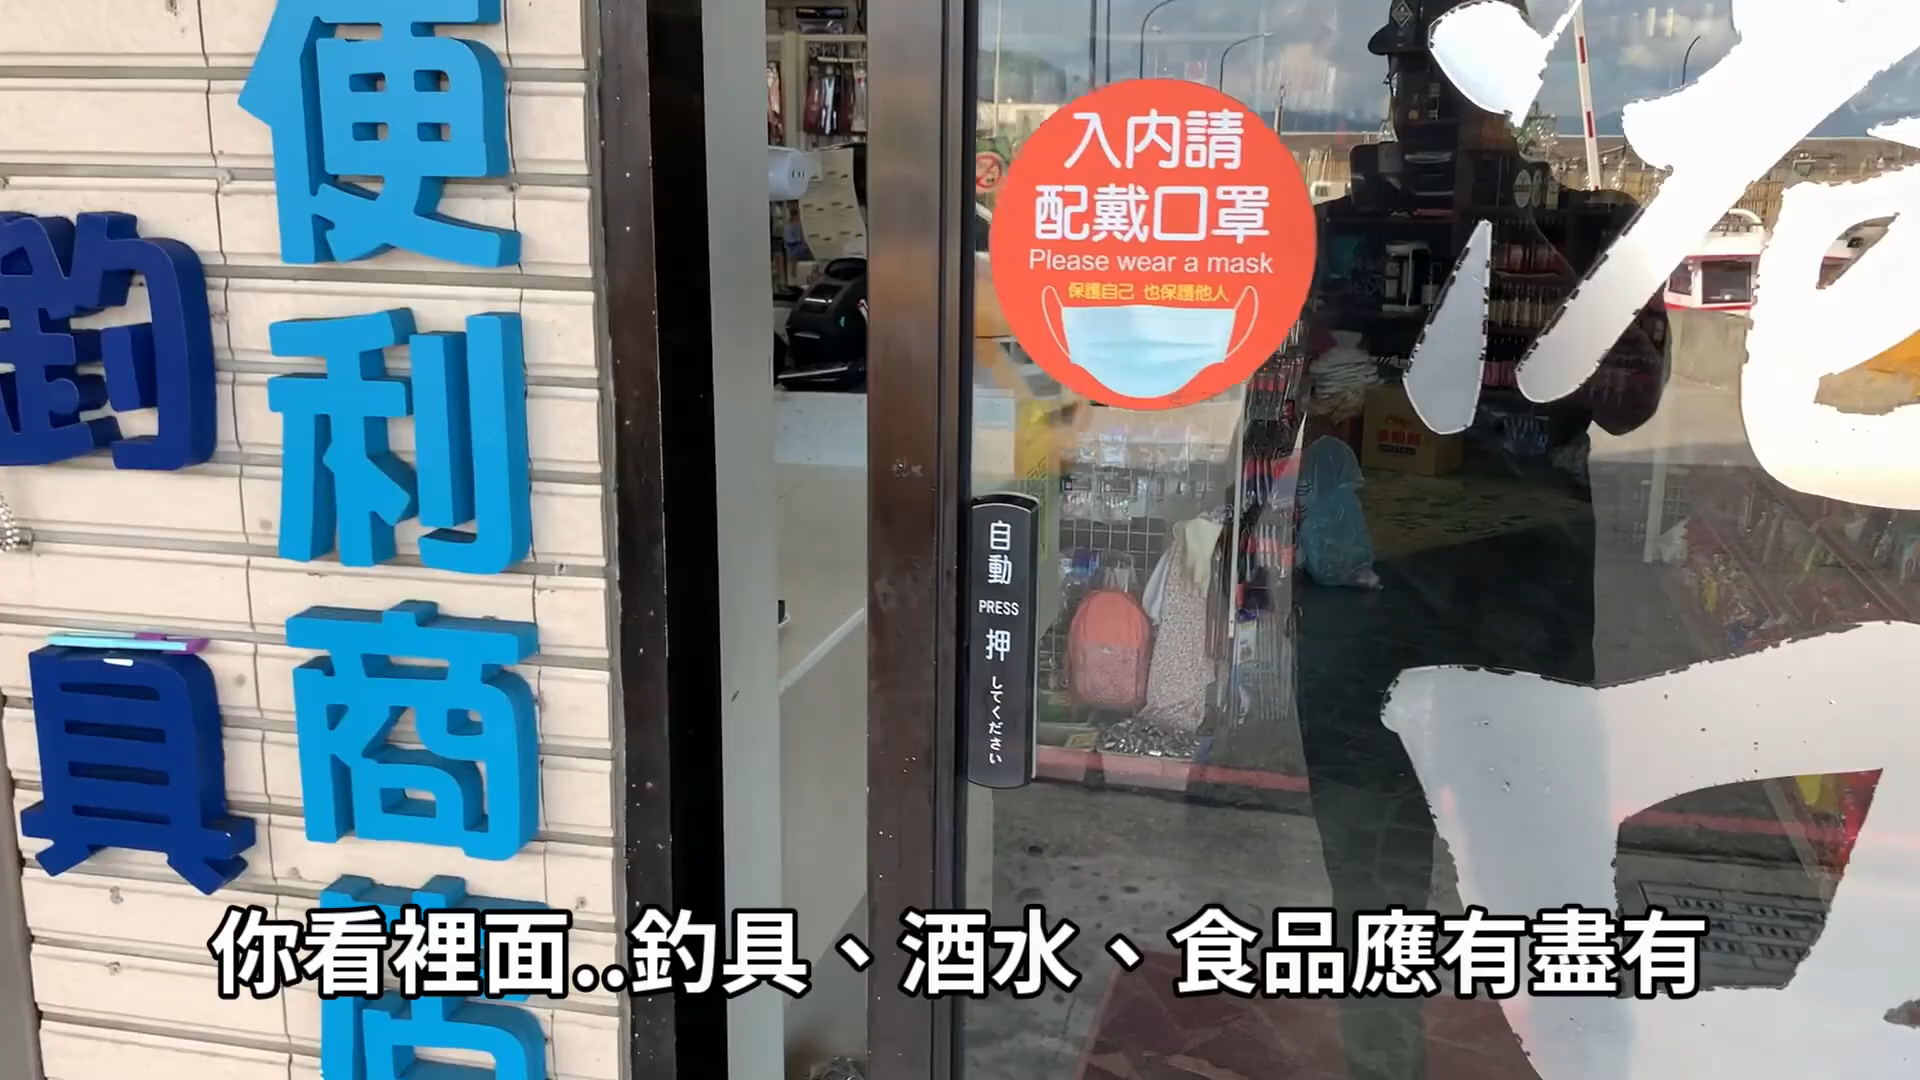 便利商店
釣具
入內請
配戴口罩
Please wear a mask
保護自己 也保護他人
自動
PRESS
押
してください
你看裡面..釣具、酒水、食品應有盡有